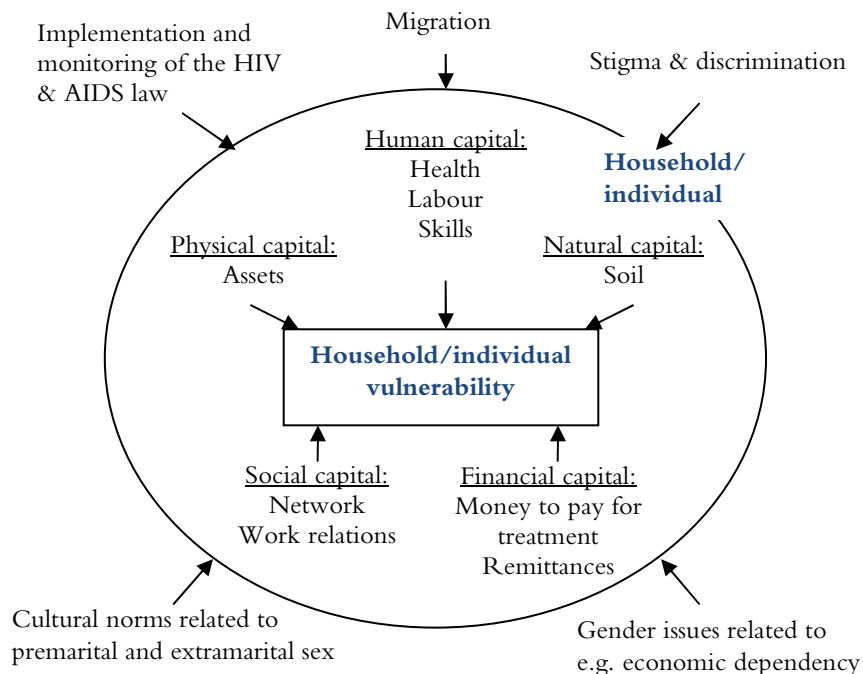 Implementation and
monitoring of the HIV
& AIDS law
Migration
Stigma & discrimination
Human capital:
Health
Labour
Skills
Household/
individual
Physical capital:
Assets
Natural capital:
Soil
Household/individual
vulnerability
Social capital:
Network
Work relations
Financial capital:
Money to pay for
treatment
Remittances
Cultural norms related to
premarital and extramarital sex
Gender issues related to
e.g. economic dependency